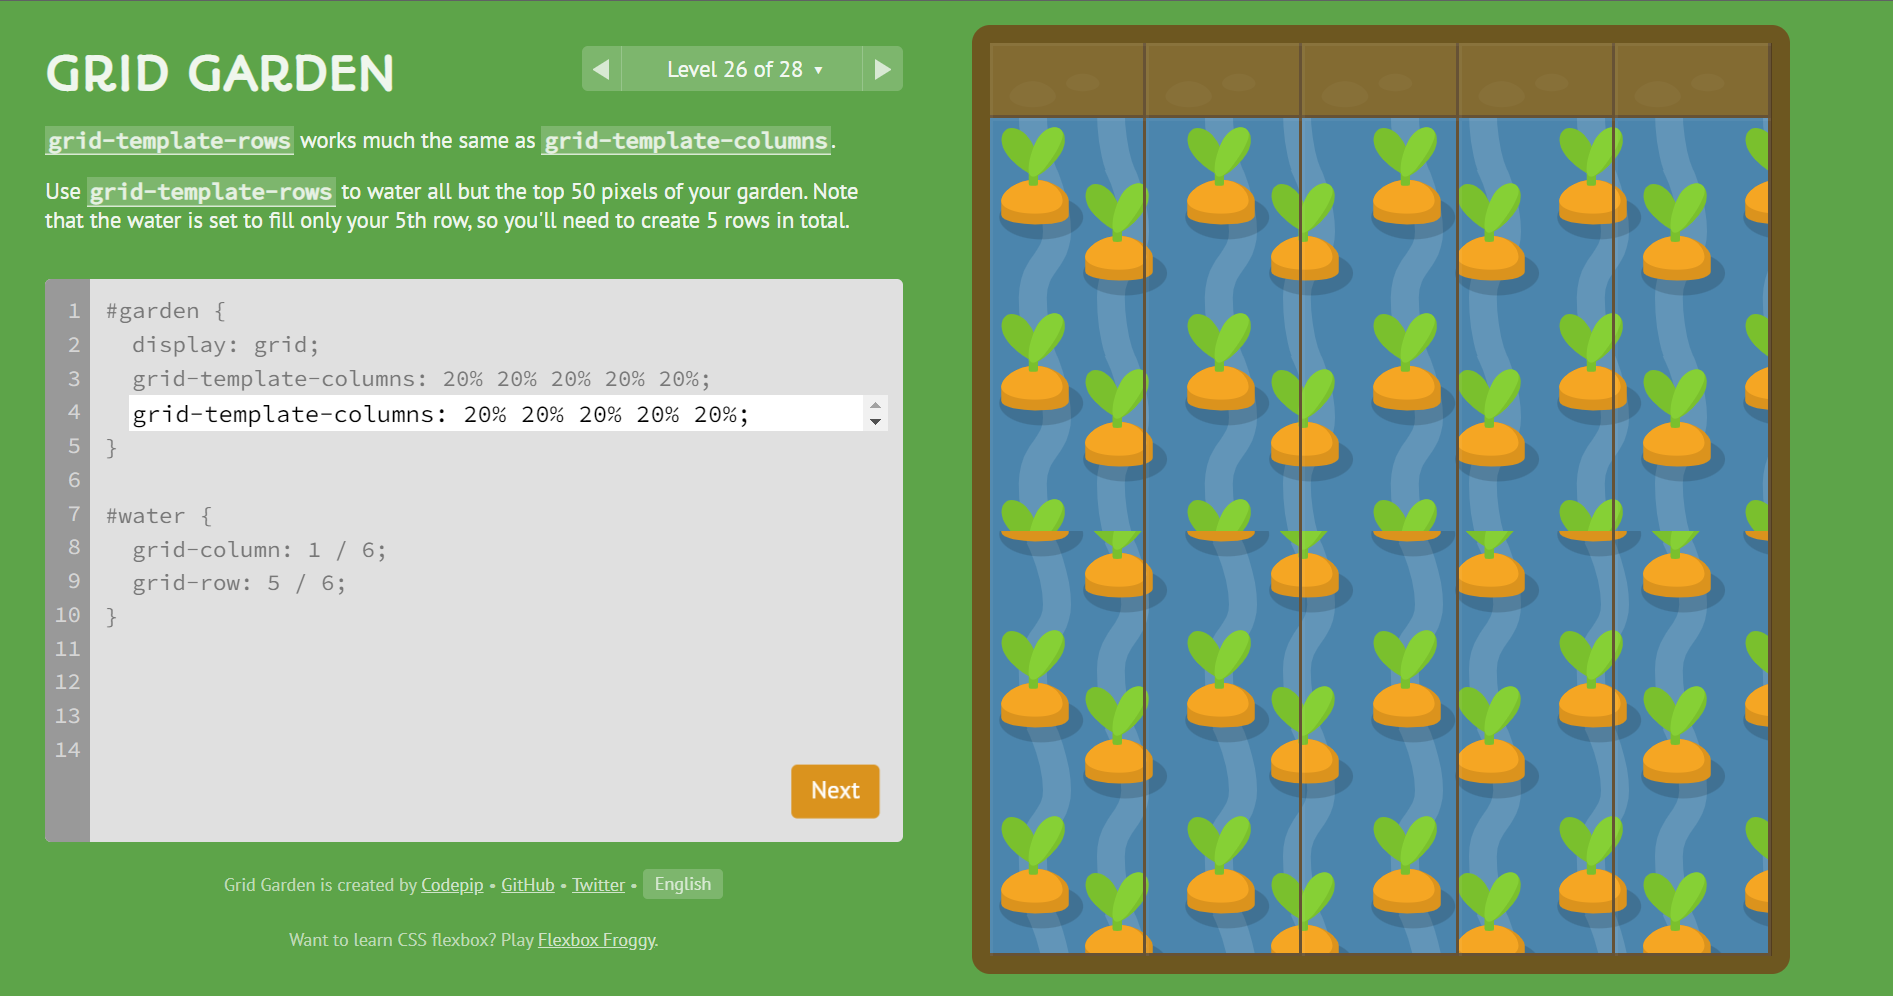 GRID GARDEN
◀ Level 26 of 28 ▼ ▶
grid-template-rows works much the same as grid-template-columns.
Use grid-template-rows to water all but the top 50 pixels of your garden. Note
that the water is set to fill only your 5th row, so you'll need to create 5 rows in total.
1 #garden {
2 display: grid;
3 grid-template-columns: 20% 20% 20% 20% 20%;
4 grid-template-columns: 20% 20% 20% 20% 20%;
5 }
6
7 #water {
8 grid-column: 1 / 6;
9 grid-row: 5 / 6;
10 }
11
12
13
14
Next
Grid Garden is created by Codepip • GitHub • Twitter • English
Want to learn CSS flexbox? Play Flexbox Froggy.